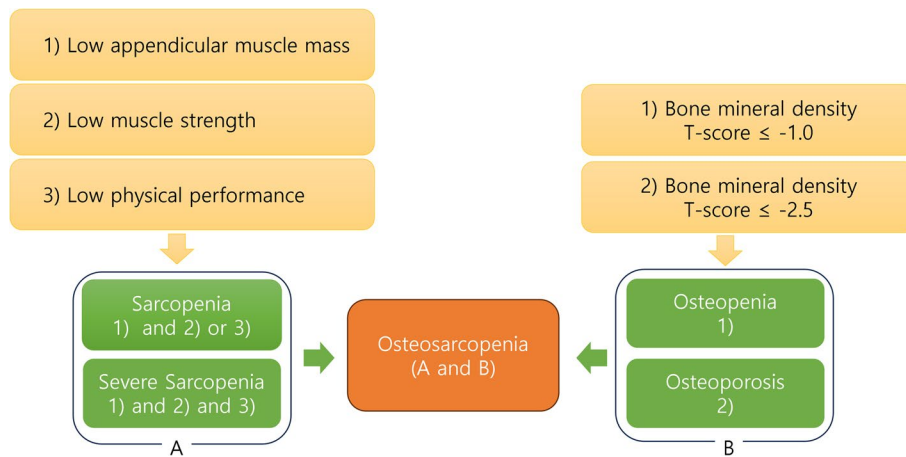 1) Low appendicular muscle mass
2) Low muscle strength
3) Low physical performance
1) Bone mineral density
T-score ≤ -1.0
2) Bone mineral density
T-score ≤ -2.5
Sarcopenia
1) and 2) or 3)
Severe Sarcopenia
1) and 2) and 3)
A
Osteosarcopenia
(A and B)
Osteopenia
1)
Osteoporosis
2)
B